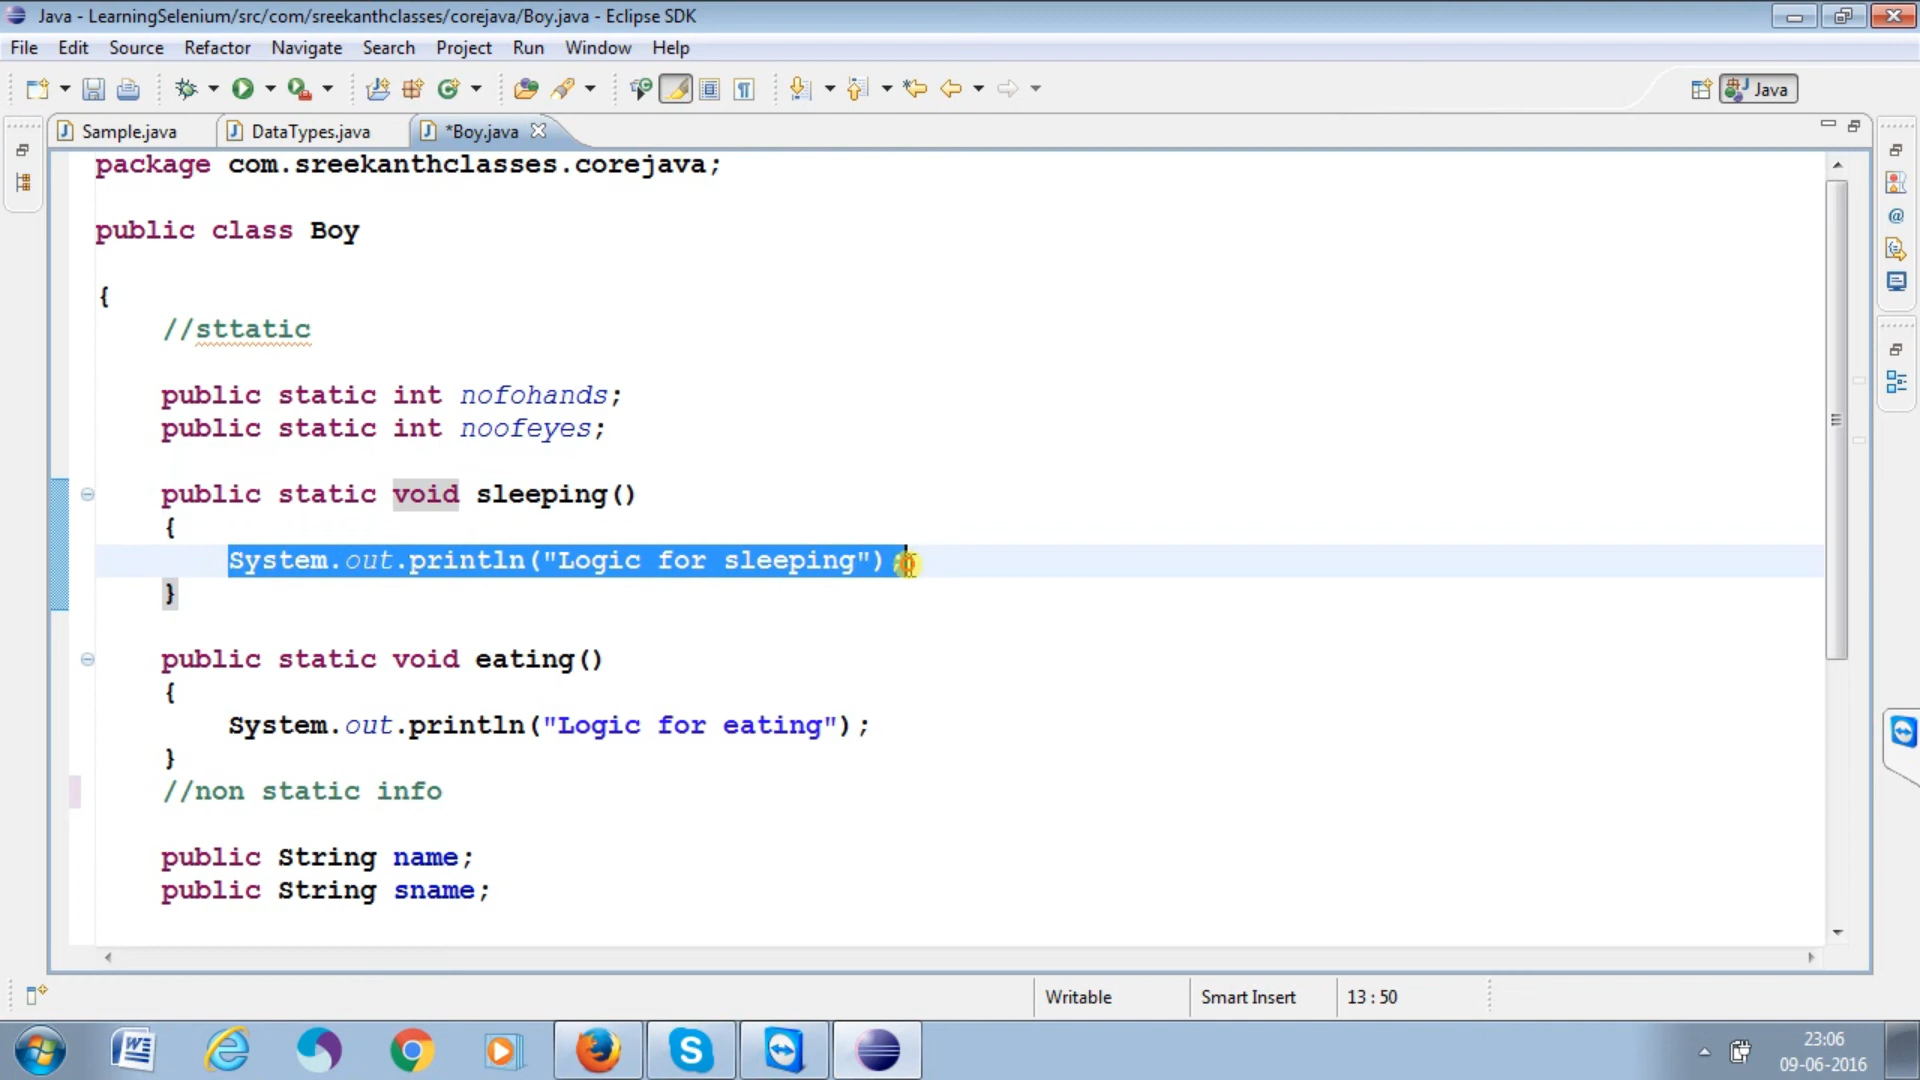 Java - LearningSelenium/src/com/sreekanthclasses/corejava/Boy.java - Eclipse SDK
File Edit Source Refactor Navigate Search Run Project Run Window Help
Java
Sample.java DataTypes.java *Boy.java
package com.sreekanthclasses.corejava;
public class Boy
{
//sttatic
public static int nofohands;
public static int noofeyes;
public static void sleeping()
{
System.out.println("Logic for sleeping");
}
public static void eating()
{
System.out.println("Logic for eating");
}
//non static info
public String name;
public String sname;
Writable Smart Insert 13 : 50
23:06
09-06-2016